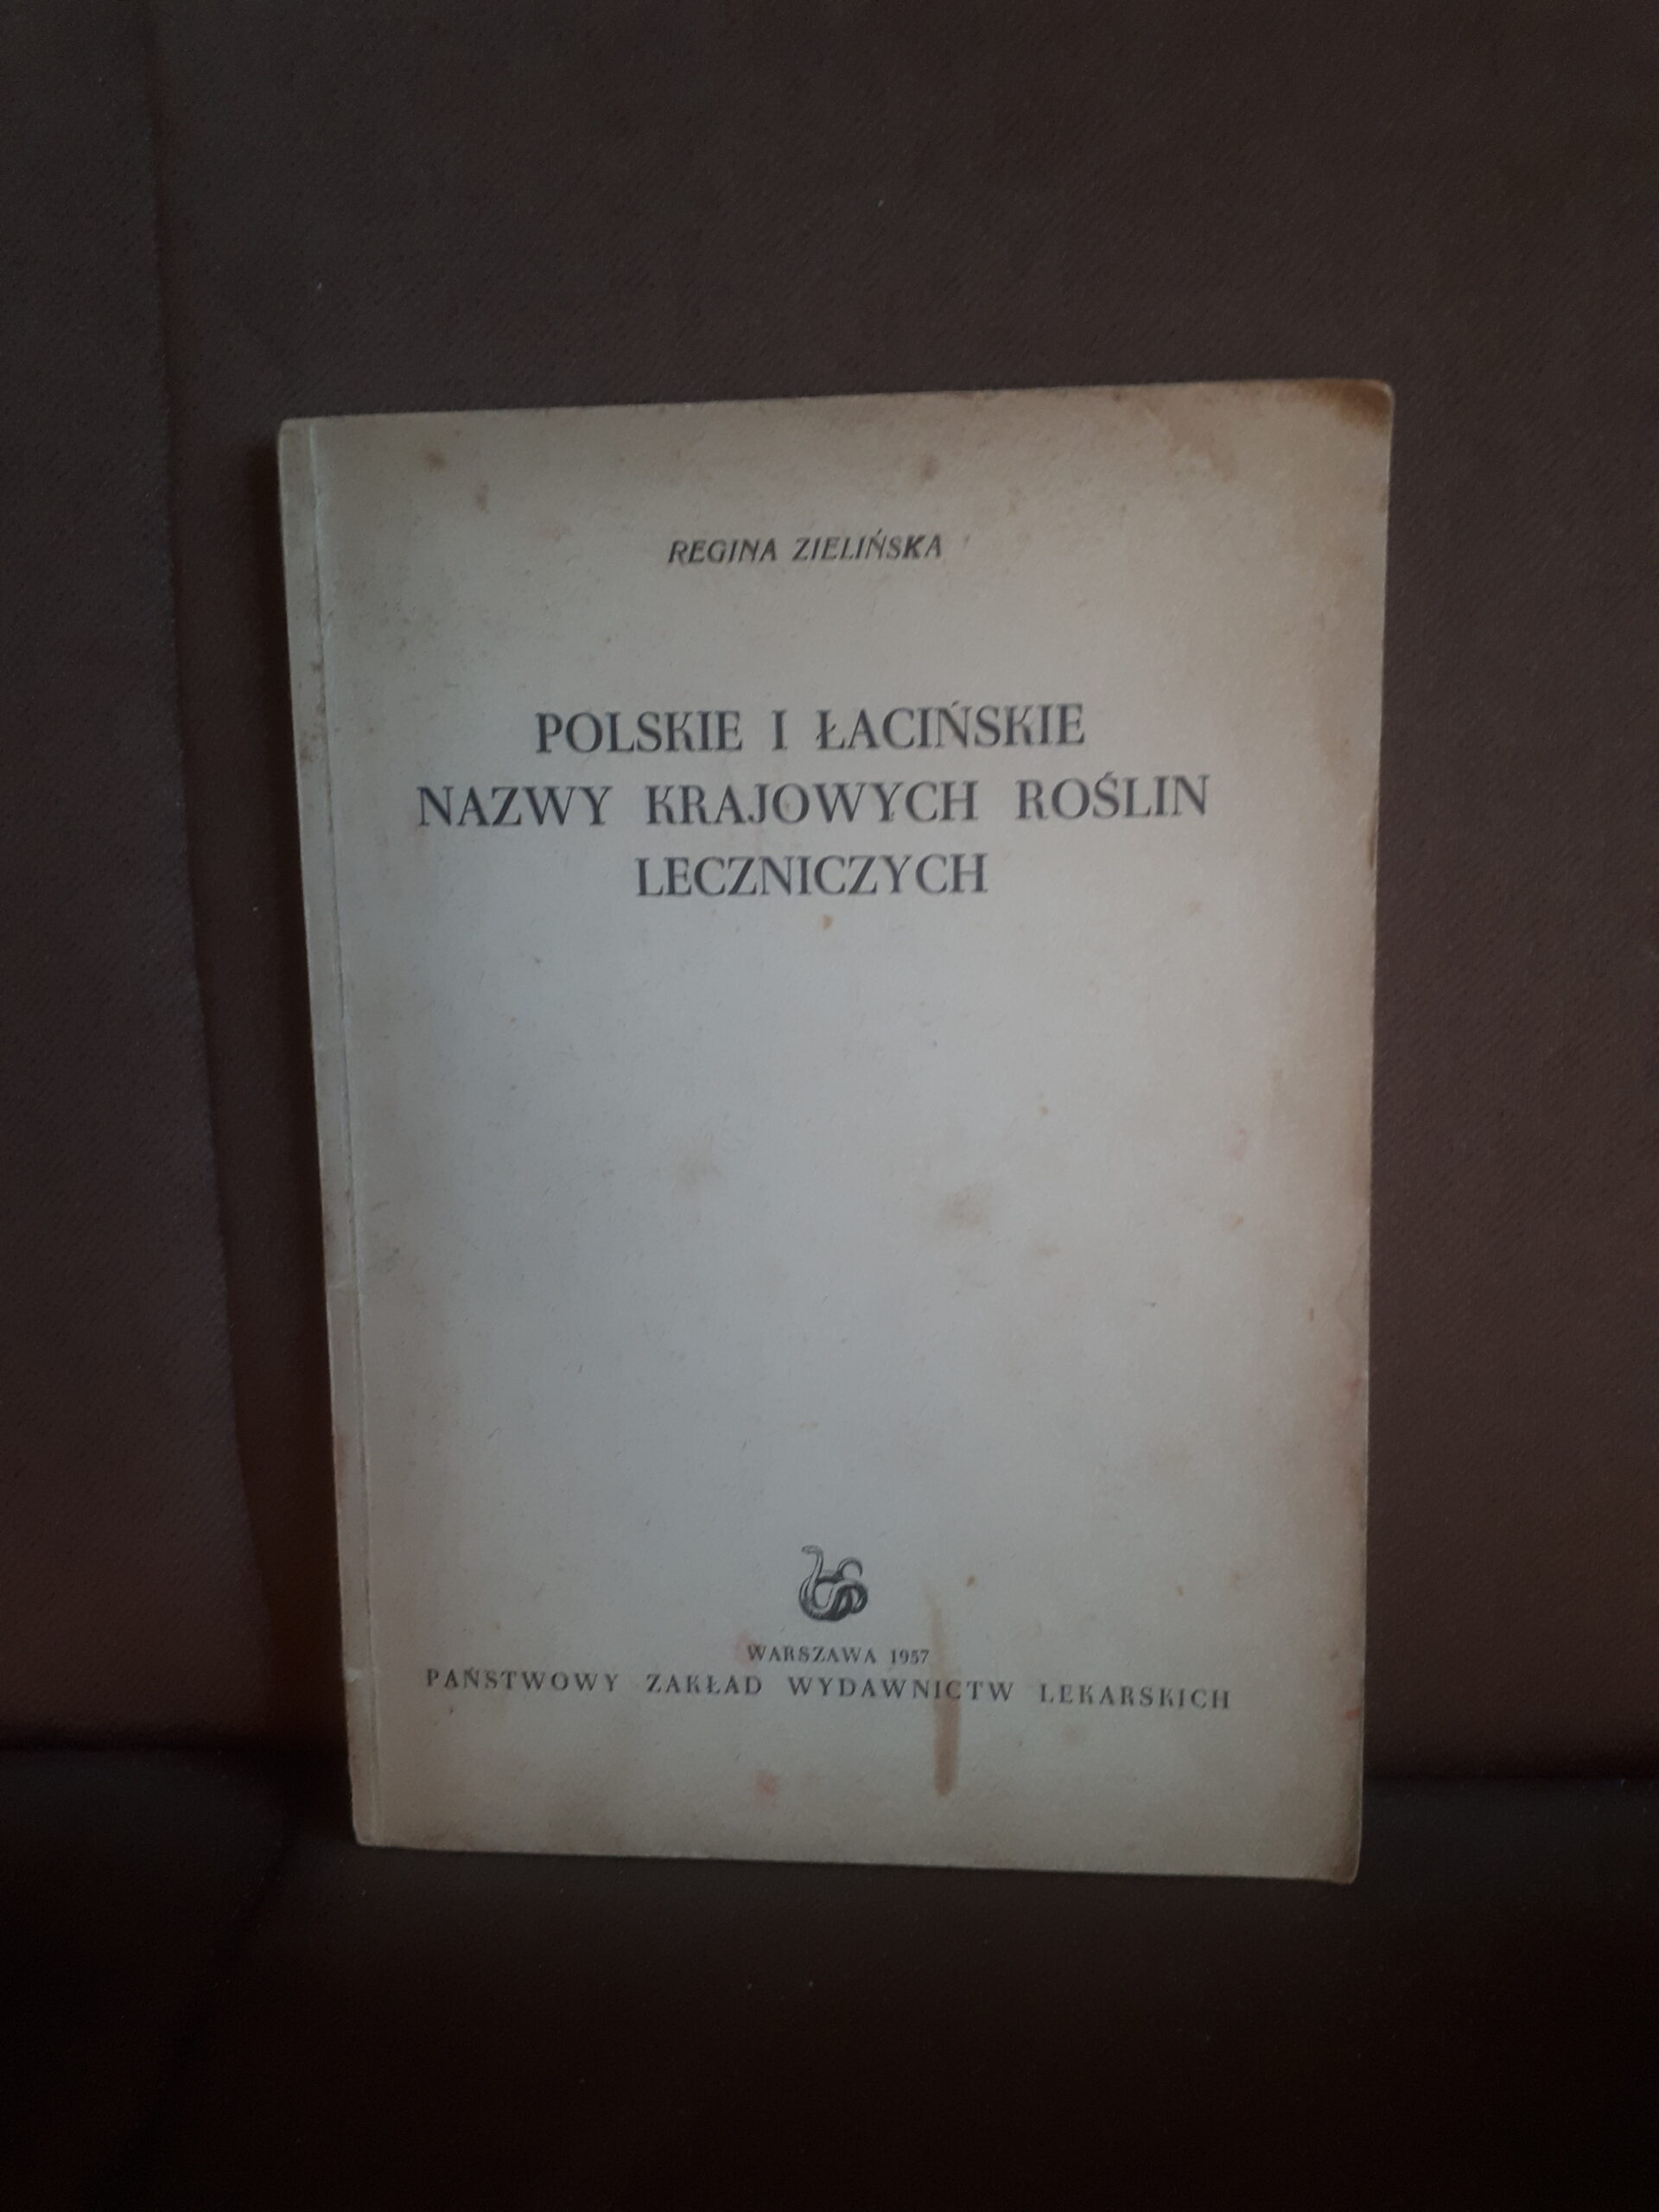 REGINA ZIELIŃSKA
POLSKIE I ŁACIŃSKIE
NAZWY KRAJOWYCH ROŚLIN
LECZNICZYCH
WARSZAWA 1957
PAŃSTWOWY ZAKŁAD WYDAWNICTW LEKARSKICH